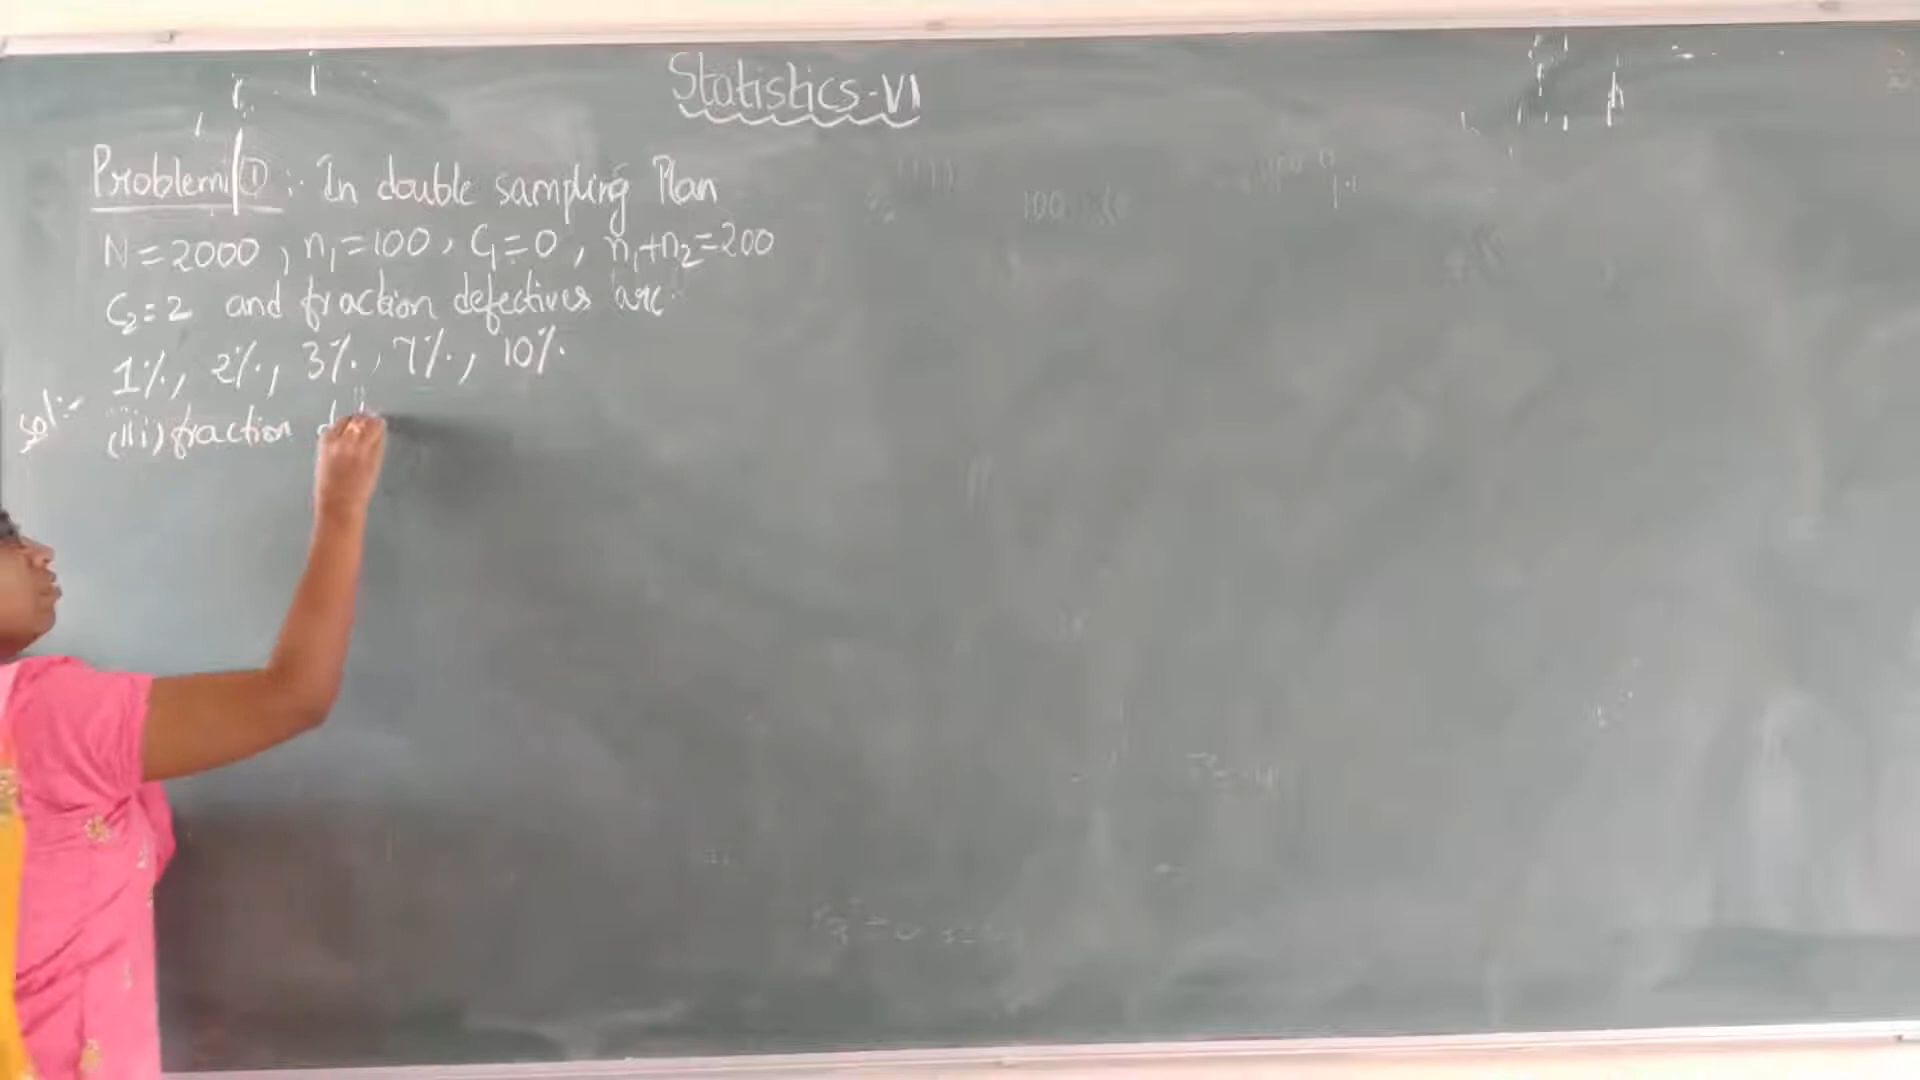 Statistics-VI
Problem ① :- In double sampling Plan
N=2000, n₁=100, C₁=0, n₁+n₂=200
C₂=2 and fraction defectives are
1%, 2%, 3%, 7%, 10%
Sol:-
(iii) fraction